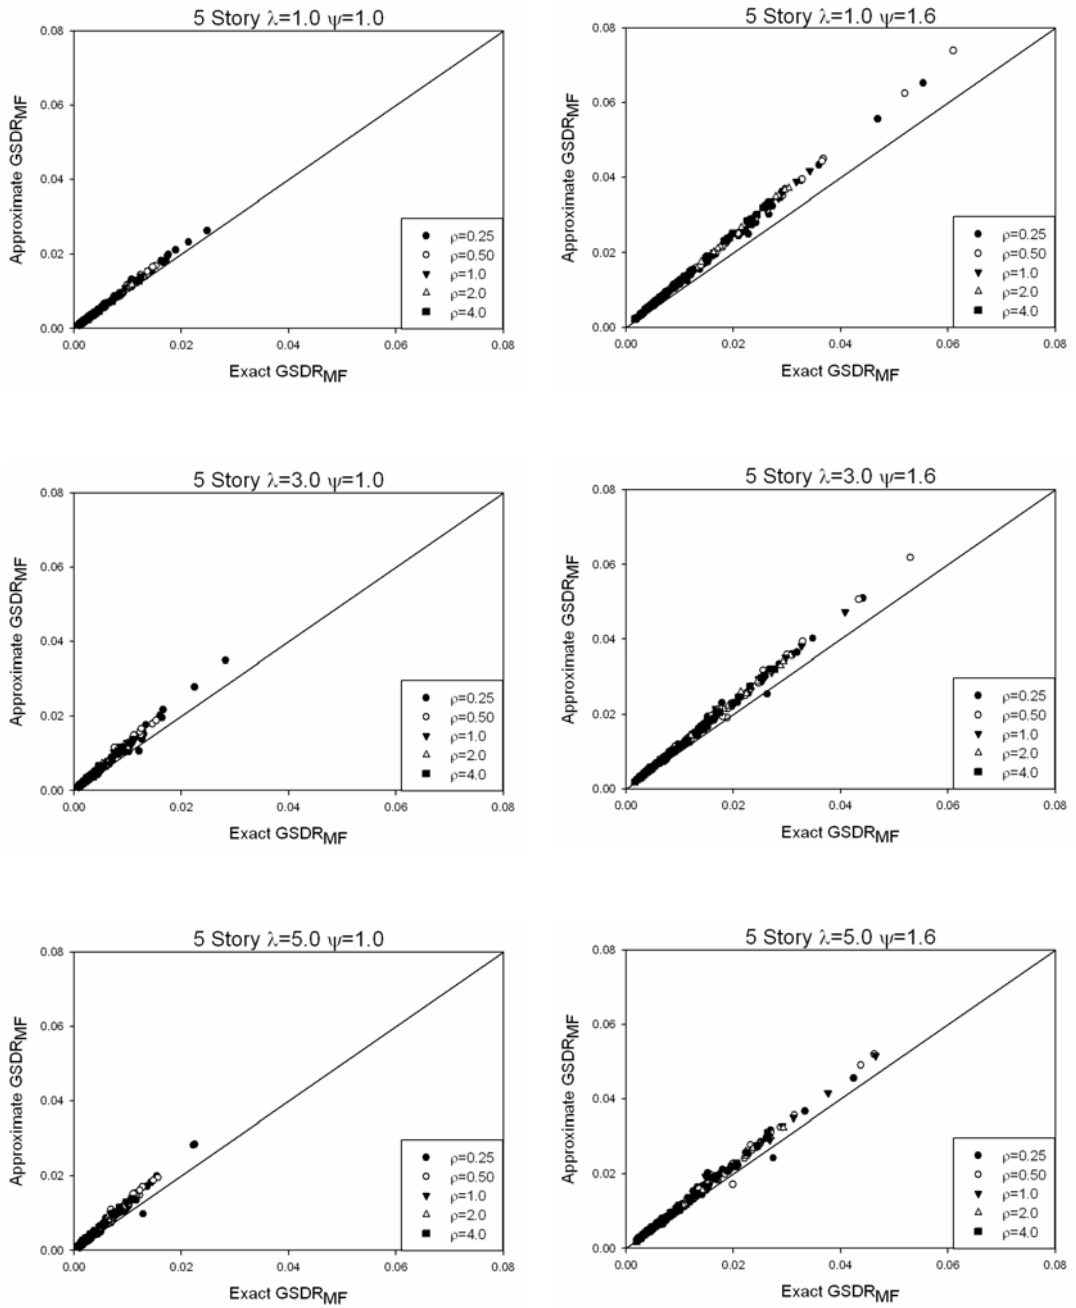 5 Story λ=1.0 ψ=1.0
Approximate GSDRMF
0.08
0.06
0.04
0.02
0.00
0.00 0.02 0.04 0.06 0.08
Exact GSDRMF
ρ=0.25
ρ=0.50
ρ=1.0
ρ=2.0
ρ=4.0
5 Story λ=1.0 ψ=1.6
Approximate GSDRMF
0.08
0.06
0.04
0.02
0.00
0.00 0.02 0.04 0.06 0.08
Exact GSDRMF
ρ=0.25
ρ=0.50
ρ=1.0
ρ=2.0
ρ=4.0
5 Story λ=3.0 ψ=1.0
Approximate GSDRMF
0.08
0.06
0.04
0.02
0.00
0.00 0.02 0.04 0.06 0.08
Exact GSDRMF
ρ=0.25
ρ=0.50
ρ=1.0
ρ=2.0
ρ=4.0
5 Story λ=3.0 ψ=1.6
Approximate GSDRMF
0.08
0.06
0.04
0.02
0.00
0.00 0.02 0.04 0.06 0.08
Exact GSDRMF
ρ=0.25
ρ=0.50
ρ=1.0
ρ=2.0
ρ=4.0
5 Story λ=5.0 ψ=1.0
Approximate GSDRMF
0.08
0.06
0.04
0.02
0.00
0.00 0.02 0.04 0.06 0.08
Exact GSDRMF
ρ=0.25
ρ=0.50
ρ=1.0
ρ=2.0
ρ=4.0
5 Story λ=5.0 ψ=1.6
Approximate GSDRMF
0.08
0.06
0.04
0.02
0.00
0.00 0.02 0.04 0.06 0.08
Exact GSDRMF
ρ=0.25
ρ=0.50
ρ=1.0
ρ=2.0
ρ=4.0